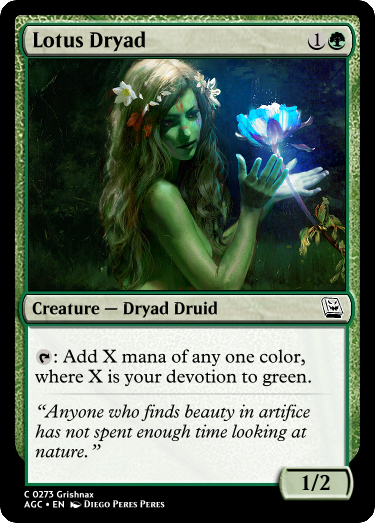 Lotus Dryad 1
Creature — Dryad Druid
: Add X mana of any one color,
where X is your devotion to green.
“Anyone who finds beauty in artifice
has not spent enough time looking at
nature.”
1/2
C 0273 Grishnax
AGC • EN Diego Peres Peres